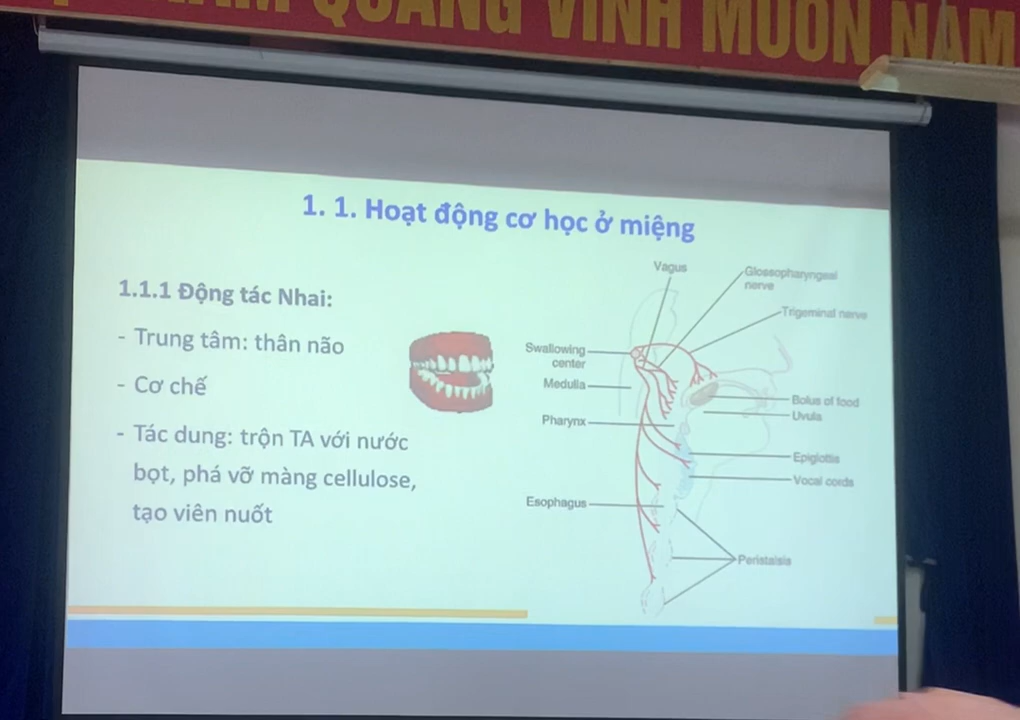 QUANG VINH MUÔN NĂM
1. 1. Hoạt động cơ học ở miệng
1.1.1 Động tác Nhai:
- Trung tâm: thân não
- Cơ chế
- Tác dung: trộn TA với nước
bọt, phá vỡ màng cellulose,
tạo viên nuốt
Vagus
Glossopharyngeal
nerve
Trigeminal nerve
Swallowing
center
Medulla
Pharynx
Esophagus
Bolus of food
Uvula
Epiglottis
Vocal cords
Peristalsis